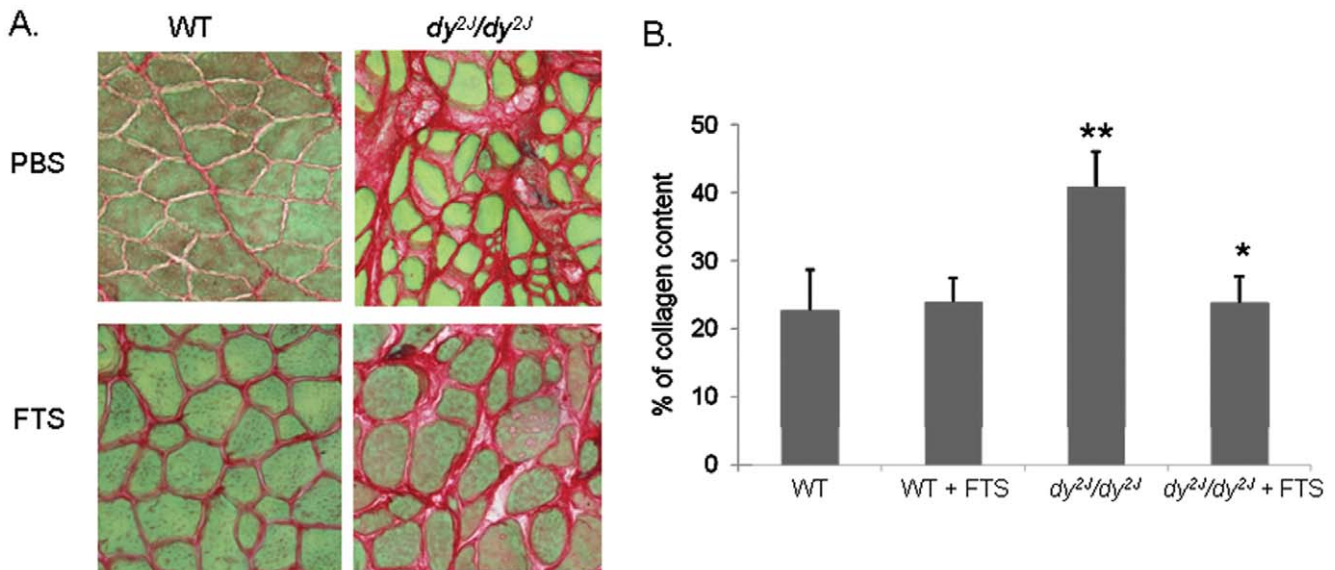 A.
WT
dy²ᴶ/dy²ᴶ
PBS
FTS
B.
% of collagen content
50
40
30
20
10
0
**
*
WT
WT + FTS
dy²ᴶ/dy²ᴶ
dy²ᴶ/dy²ᴶ + FTS